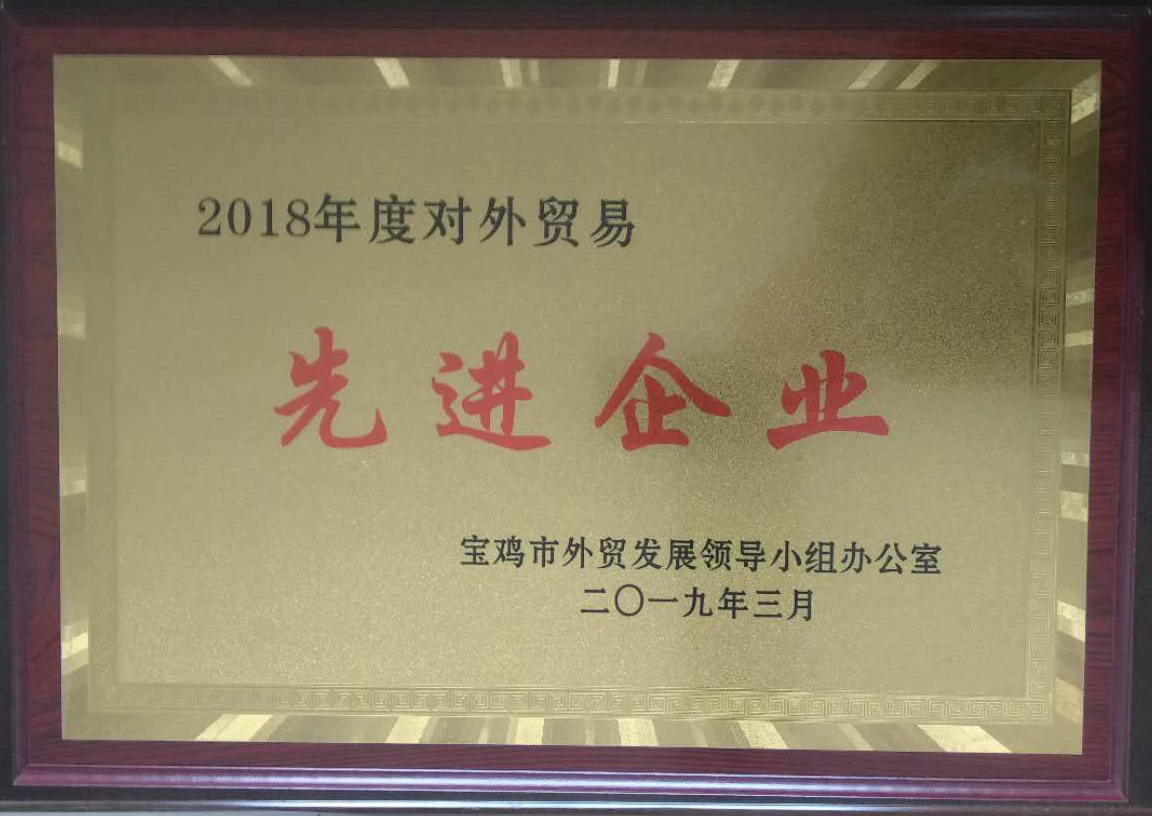 2018年度对外贸易
先进企业
宝鸡市外贸发展领导小组办公室
二〇一九年三月